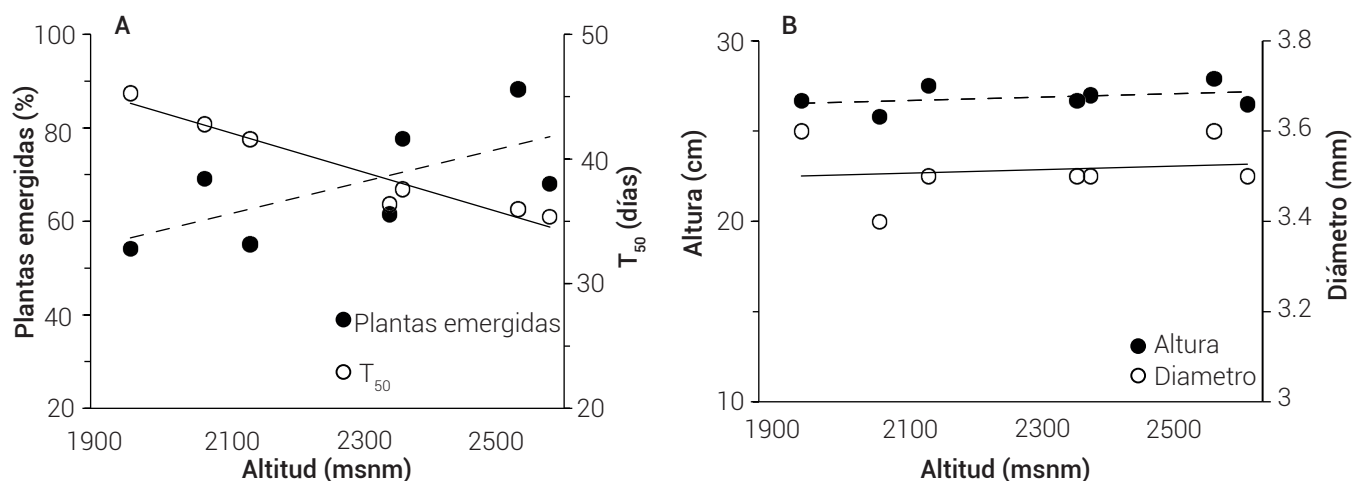 A
Plantas emergidas (%)
100
80
60
40
20
50
40
30
20
T50 (días)
Plantas emergidas
T50
1900 2100 2300 2500
Altitud (msnm)
B
Altura (cm)
30
20
10
3.8
3.6
3.4
3.2
3
Diámetro (mm)
Altura
Diametro
1900 2100 2300 2500
Altitud (msnm)